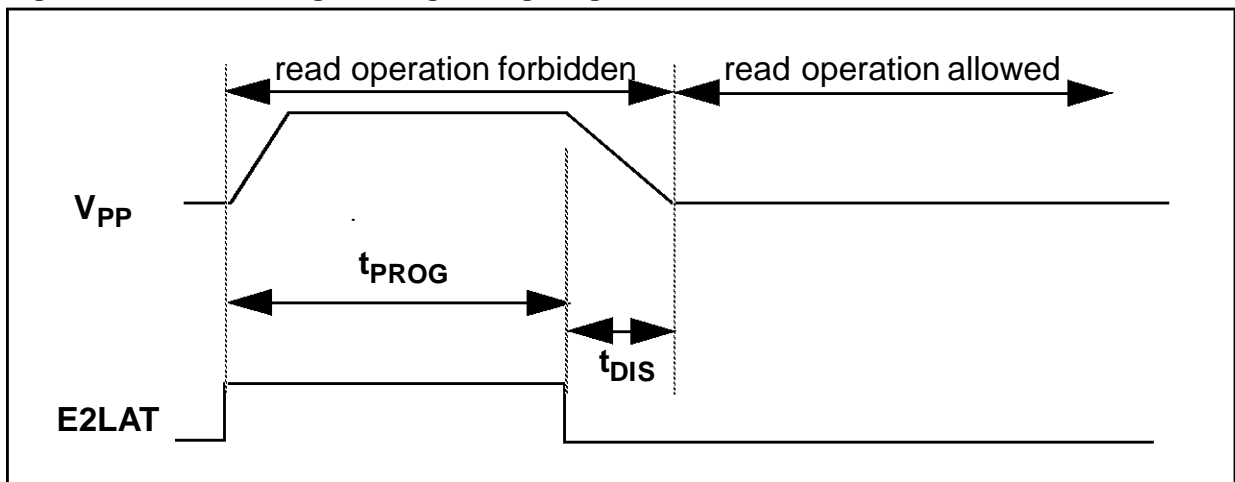 read operation forbidden
read operation allowed
VPP
tPROG
tDIS
E2LAT